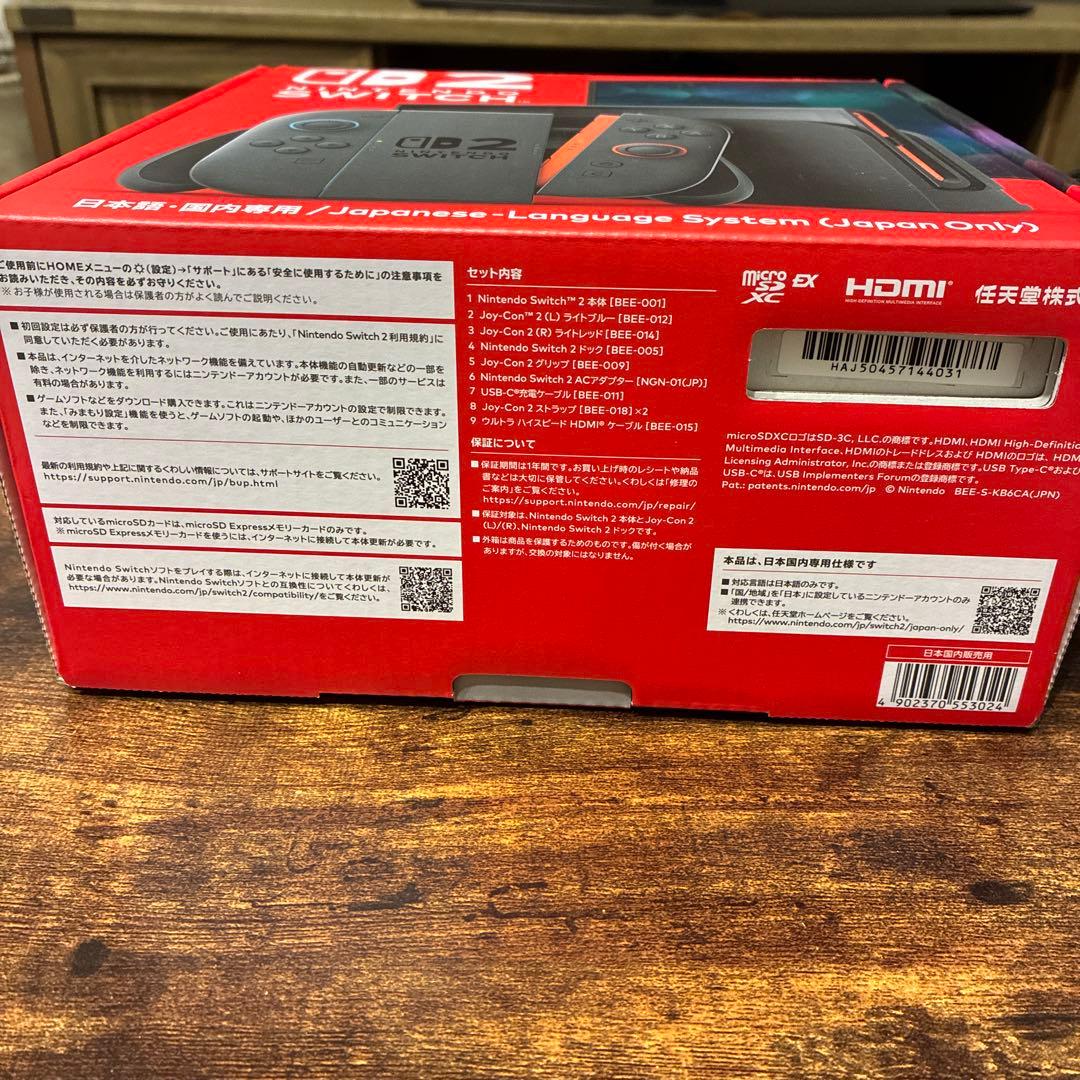 2
NINTENDO
SWITCH
2
NINTENDO
SWITCH
日本語・国内専用 / Japanese-Language System (Japan Only)
ご使用前にHOMEメニューの (設定)→「サポート」にある「安全に使用するために」の注意事項を
お読みいただき、その内容を必ずお守りください。
※お子様が使用される場合は保護者の方がよく読んでご説明ください。
■初回設定は必ず保護者の方が行ってください。ご使用にあたり、「Nintendo Switch 2 利用規約」に
同意していただく必要があります。
■本品は、インターネットを介したネットワーク機能を備えています。本体機能の自動更新などの一部を
除き、ネットワーク機能を利用するにはニンテンドーアカウントが必要です。また、一部のサービスは
有料の場合があります。
■ゲームソフトなどをダウンロード購入できます。これはニンテンドーアカウントの設定で制限できます。
また、「みまもり設定」機能を使うと、ゲームソフトの起動や、ほかのユーザーとのコミュニケーション
などを制限できます。
最新の利用規約や上記に関するくわしい情報については、サポートサイトをご覧ください。
https://support.nintendo.com/jp/bup.html
対応しているmicroSDカードは、microSD Expressメモリーカードのみです。
※microSD Expressメモリーカードを使うには、インターネットに接続して本体更新が必要です。
Nintendo Switchソフトをプレイする際は、インターネットに接続して本体更新が
必要な場合があります。Nintendo Switchソフトとの互換性についてくわしくは、
https://www.nintendo.com/jp/switch2/compatibility/をご覧ください。
セット内容
1 Nintendo Switch™ 2 本体 [BEE-001]
2 Joy-Con™ 2 (L) ライトブルー [BEE-012]
3 Joy-Con 2 (R) ライトレッド [BEE-014]
4 Nintendo Switch 2 ドック [BEE-005]
5 Joy-Con 2 グリップ [BEE-009]
6 Nintendo Switch 2 ACアダプター [NGN-01(JP)]
7 USB-C®充電ケーブル [BEE-011]
8 Joy-Con 2 ストラップ [BEE-018]×2
9 ウルトラ ハイスピード HDMI® ケーブル [BEE-015]
保証について
■保証期間は1年間です。お買い上げ時のレシートや納品
書などは大切に保管してください。くわしくは「修理の
ご案内」をご覧ください。
https://support.nintendo.com/jp/repair/
■保証対象は、Nintendo Switch 2 本体とJoy-Con 2
(L)/(R)、Nintendo Switch 2 ドックです。
■外箱は商品を保護するためのものです。傷が付く場合が
ありますが、交換の対象にはなりません。
micro SD XC EX
HDMI®
HIGH-DEFINITION MULTIMEDIA INTERFACE
任天堂株式
HAJ50457144031
microSDXCロゴはSD-3C, LLC.の商標です。HDMI、HDMI High-Definitio
Multimedia Interface、HDMIのトレードドレスおよび HDMIのロゴは、HDM
Licensing Administrator, Inc.の商標または登録商標です。USB Type-C®および
USB-C®は、USB Implementers Forumの登録商標です。
Pat.: patents.nintendo.com/jp © Nintendo BEE-S-KB6CA(JPN)
本品は、日本国内専用仕様です
■対応言語は日本語のみです。
■「国/地域」を「日本」に設定しているニンテンドーアカウントのみ
連携できます。
※くわしくは、任天堂ホームページをご覧ください。
https://www.nintendo.com/jp/switch2/japan-only/
日本国内販売用
4 902370 553024